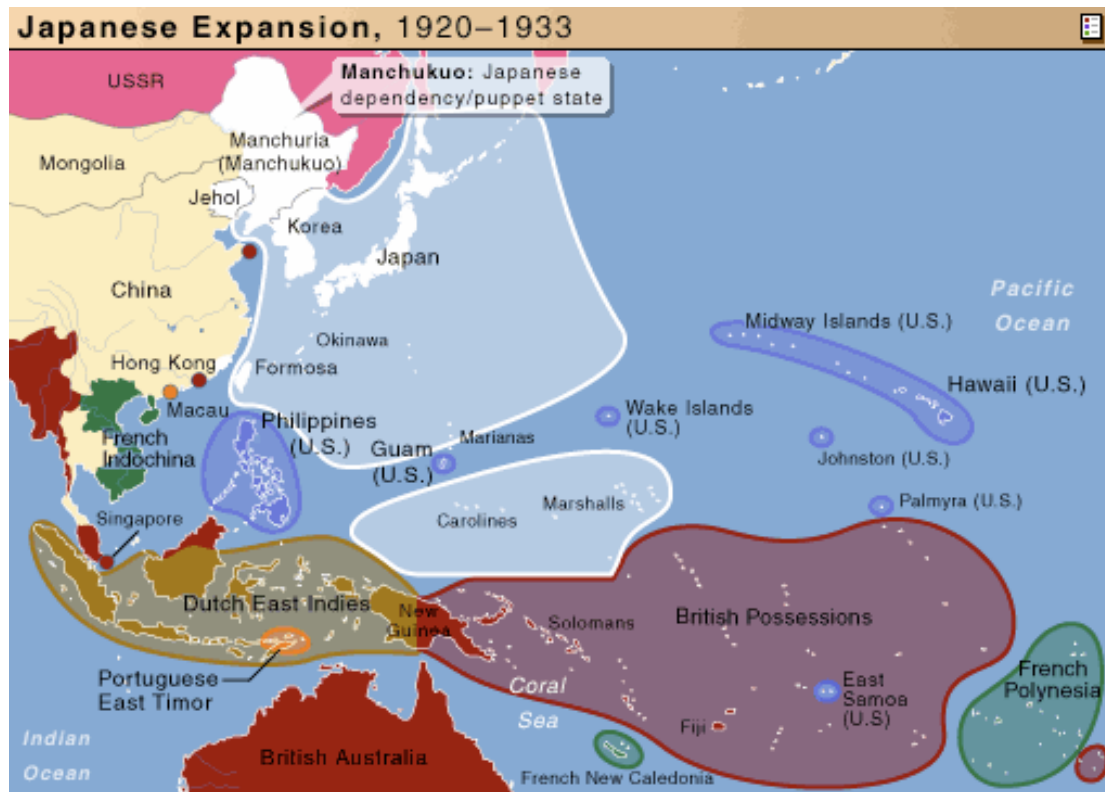 Japanese Expansion, 1920–1933
USSR
Manchukuo: Japanese
dependency/puppet state
Mongolia
Manchuria
(Manchukuo)
Jehol
Korea
Japan
China
Pacific
Ocean
Okinawa
Midway Islands (U.S.)
Hong Kong
Formosa
Hawaii (U.S.)
Macau
Philippines
(U.S.)
Wake Islands
(U.S.)
French
Indochina
Guam
(U.S.)
Marianas
Johnston (U.S.)
Singapore
Carolines
Marshalls
Palmyra (U.S.)
Dutch East Indies
New
Guinea
Solomans
British Possessions
Portuguese
East Timor
Coral
Sea
Fiji
East
Samoa
(U.S)
French
Polynesia
Indian
Ocean
British Australia
French New Caledonia